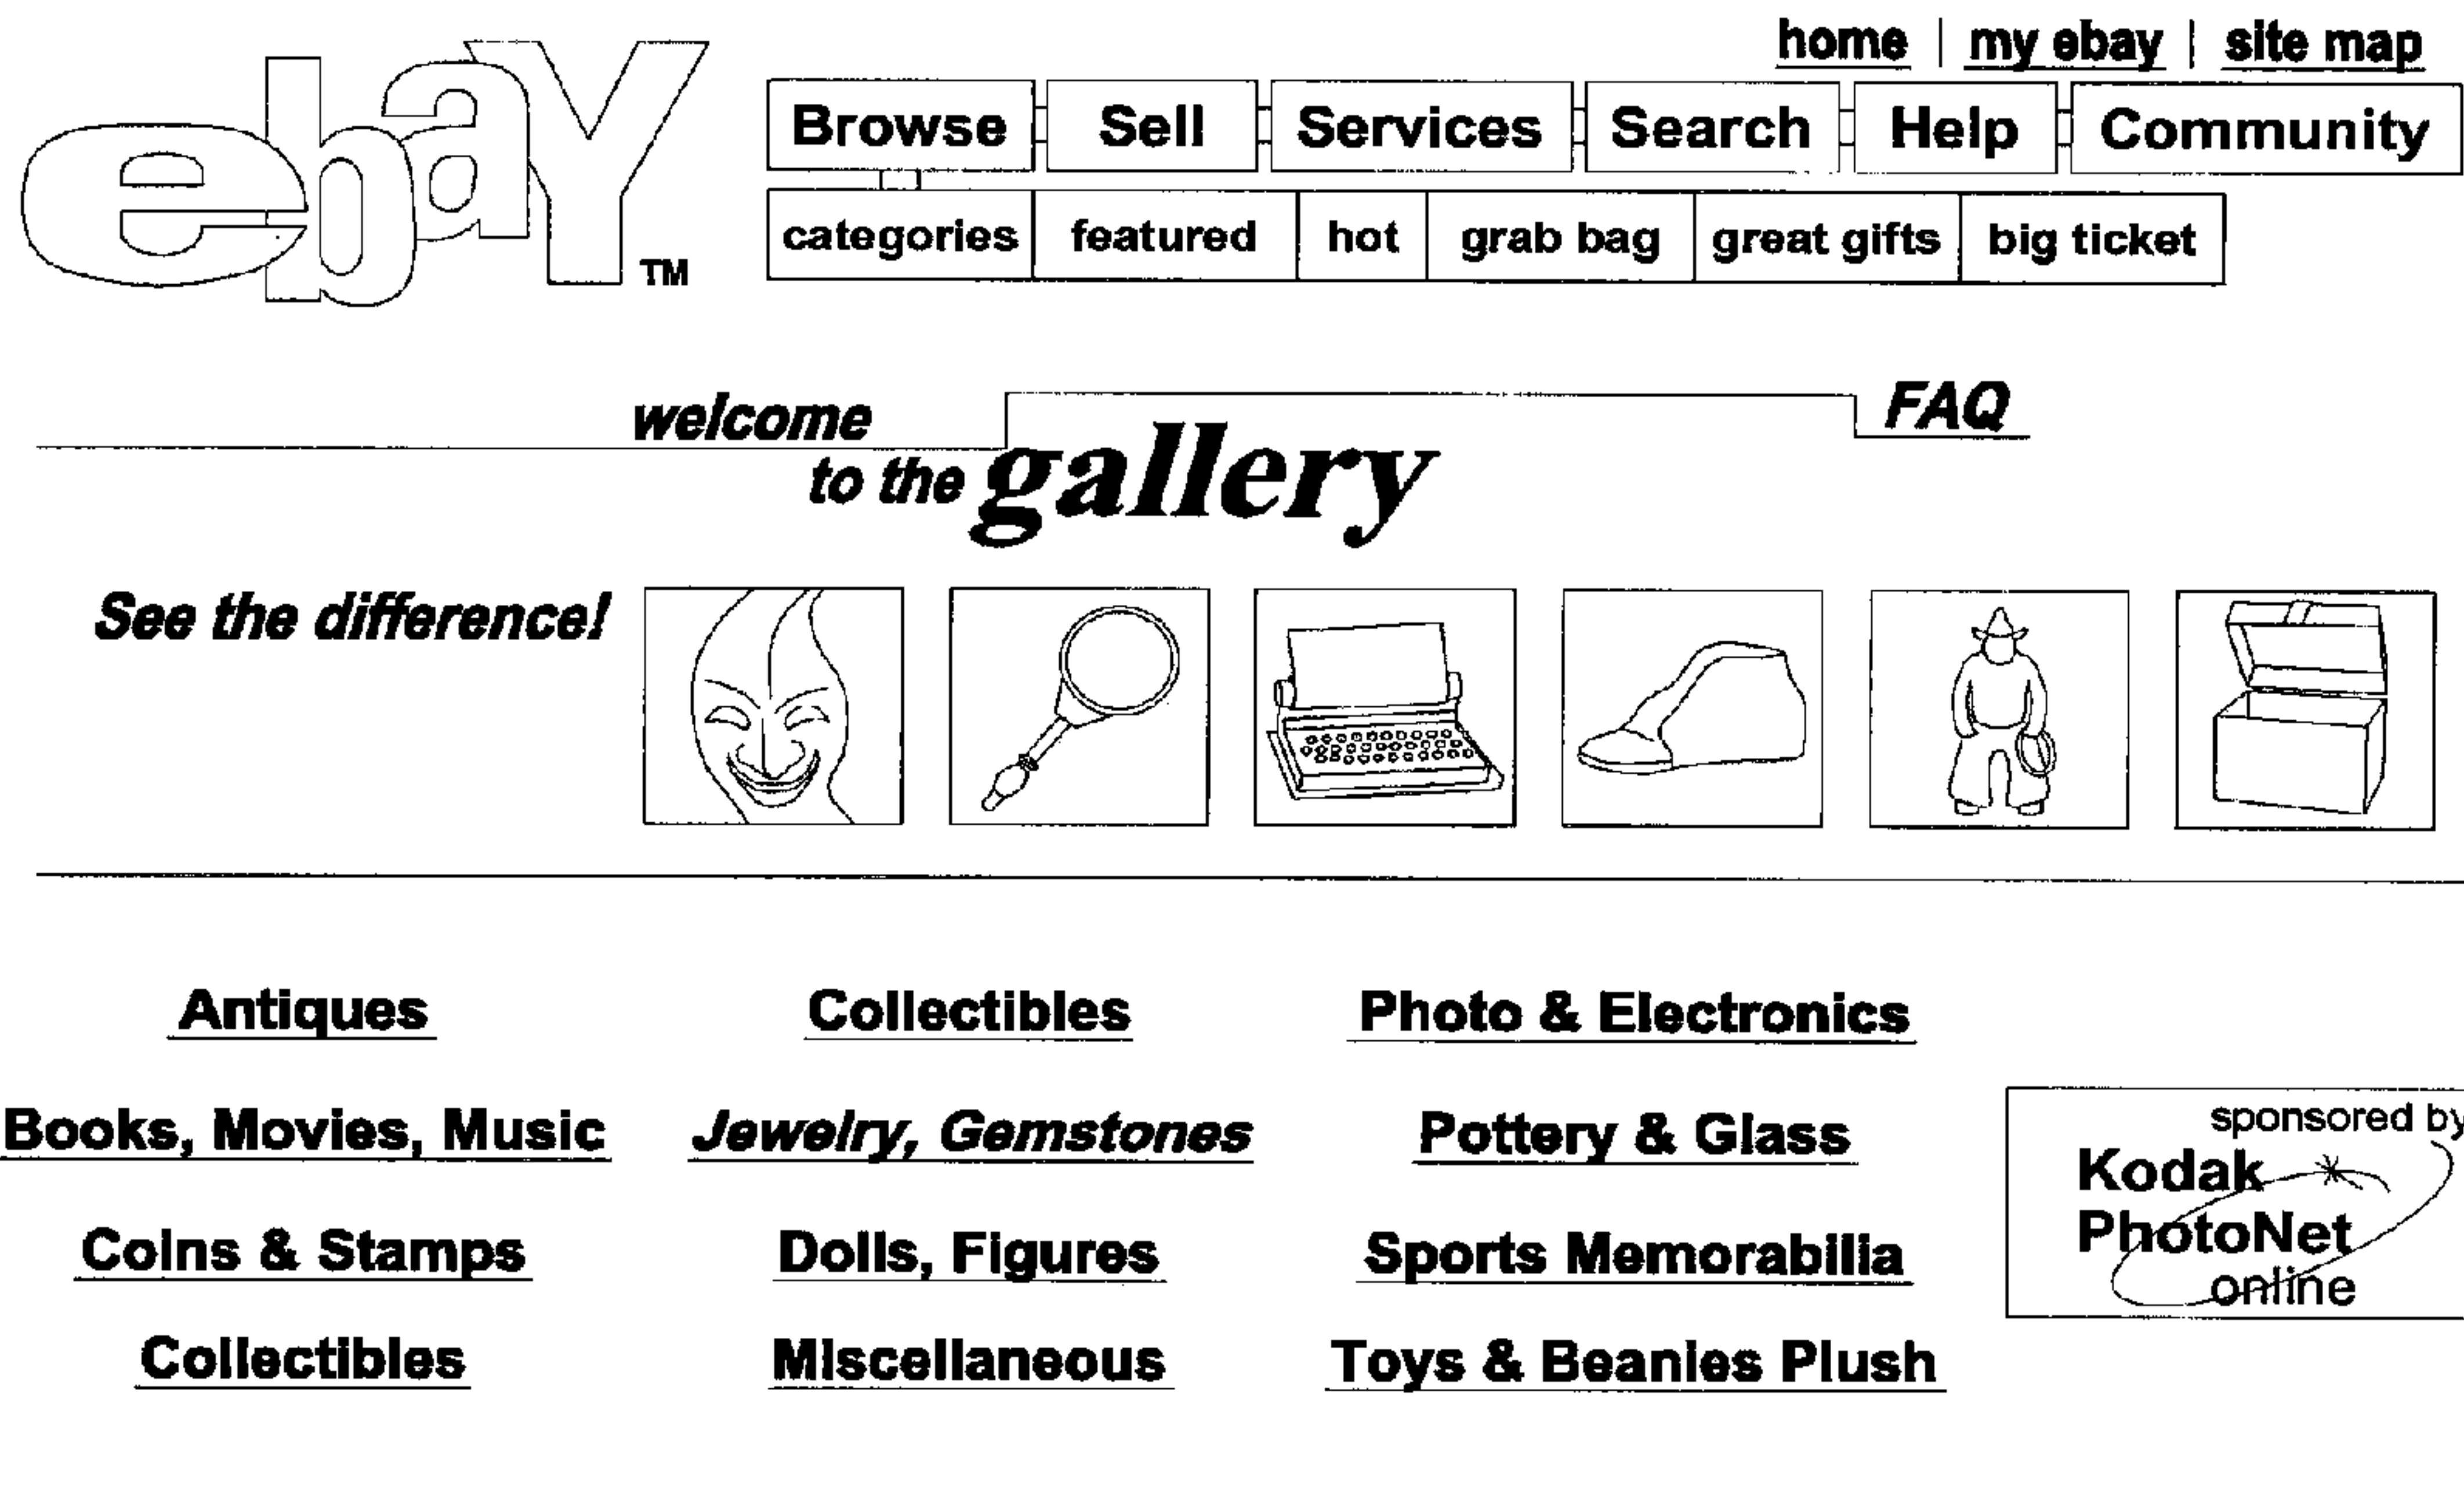 home | my ebay | site map
ebaY TM
Browse Sell Services Search Help Community
categories featured hot grab bag great gifts big ticket
welcome
FAQ
to the gallery
See the difference!
Antiques Collectibles Photo & Electronics
Books, Movies, Music Jewelry, Gemstones Pottery & Glass
Coins & Stamps Dolls, Figures Sports Memorabilia
Collectibles Miscellaneous Toys & Beanies Plush
sponsored by
Kodak
PhotoNet
online